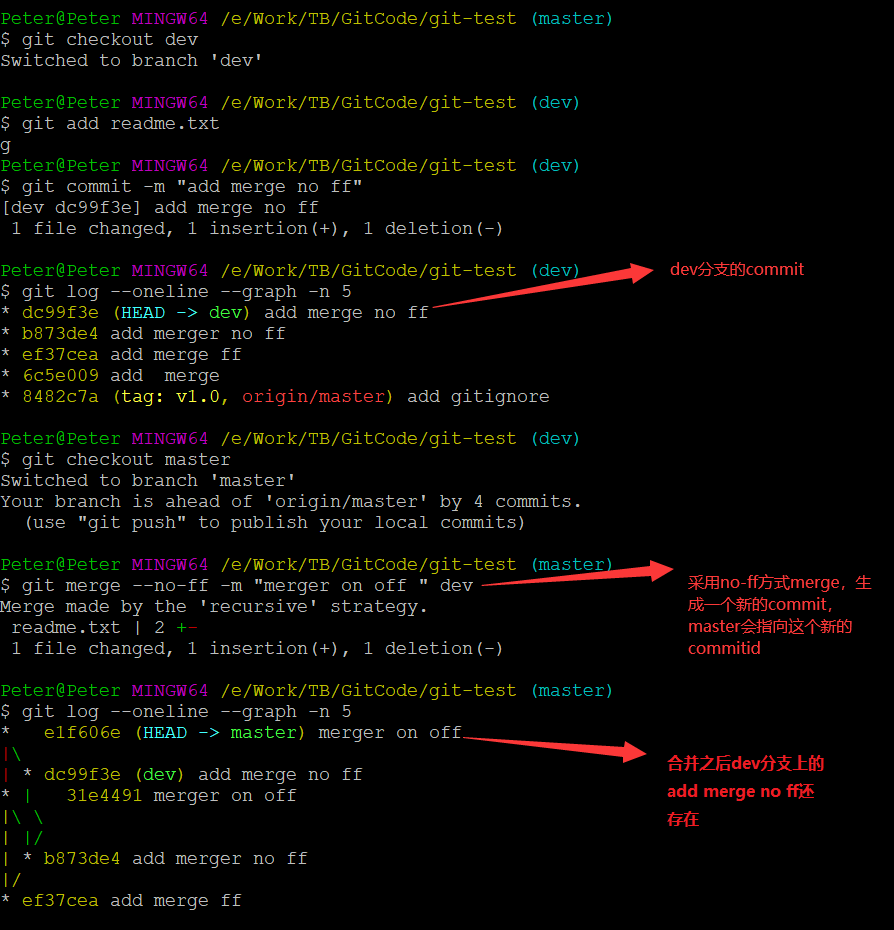 Peter@Peter MINGW64 /e/Work/TB/GitCode/git-test (master)
$ git checkout dev
Switched to branch 'dev'
Peter@Peter MINGW64 /e/Work/TB/GitCode/git-test (dev)
$ git add readme.txt
g
Peter@Peter MINGW64 /e/Work/TB/GitCode/git-test (dev)
$ git commit -m "add merge no ff"
[dev dc99f3e] add merge no ff
 1 file changed, 1 insertion(+), 1 deletion(-)
Peter@Peter MINGW64 /e/Work/TB/GitCode/git-test (dev)
dev分支的commit
$ git log --oneline --graph -n 5
* dc99f3e (HEAD -> dev) add merge no ff
* b873de4 add merger no ff
* ef37cea add merge ff
* 6c5e009 add  merge
* 8482c7a (tag: v1.0, origin/master) add gitignore
Peter@Peter MINGW64 /e/Work/TB/GitCode/git-test (dev)
$ git checkout master
Switched to branch 'master'
Your branch is ahead of 'origin/master' by 4 commits.
  (use "git push" to publish your local commits)
Peter@Peter MINGW64 /e/Work/TB/GitCode/git-test (master)
$ git merge --no-ff -m "merger on off " dev
Merge made by the 'recursive' strategy.
 readme.txt | 2 +-
 1 file changed, 1 insertion(+), 1 deletion(-)
采用no-ff方式merge，生
成一个新的commit，
master会指向这个新的
commitid
Peter@Peter MINGW64 /e/Work/TB/GitCode/git-test (master)
$ git log --oneline --graph -n 5
*   e1f606e (HEAD -> master) merger on off
|\
| * dc99f3e (dev) add merge no ff
* |   31e4491 merger on off
|\ \
| |/
| * b873de4 add merger no ff
|/
* ef37cea add merge ff
合并之后dev分支上的
add merge no ff还
存在